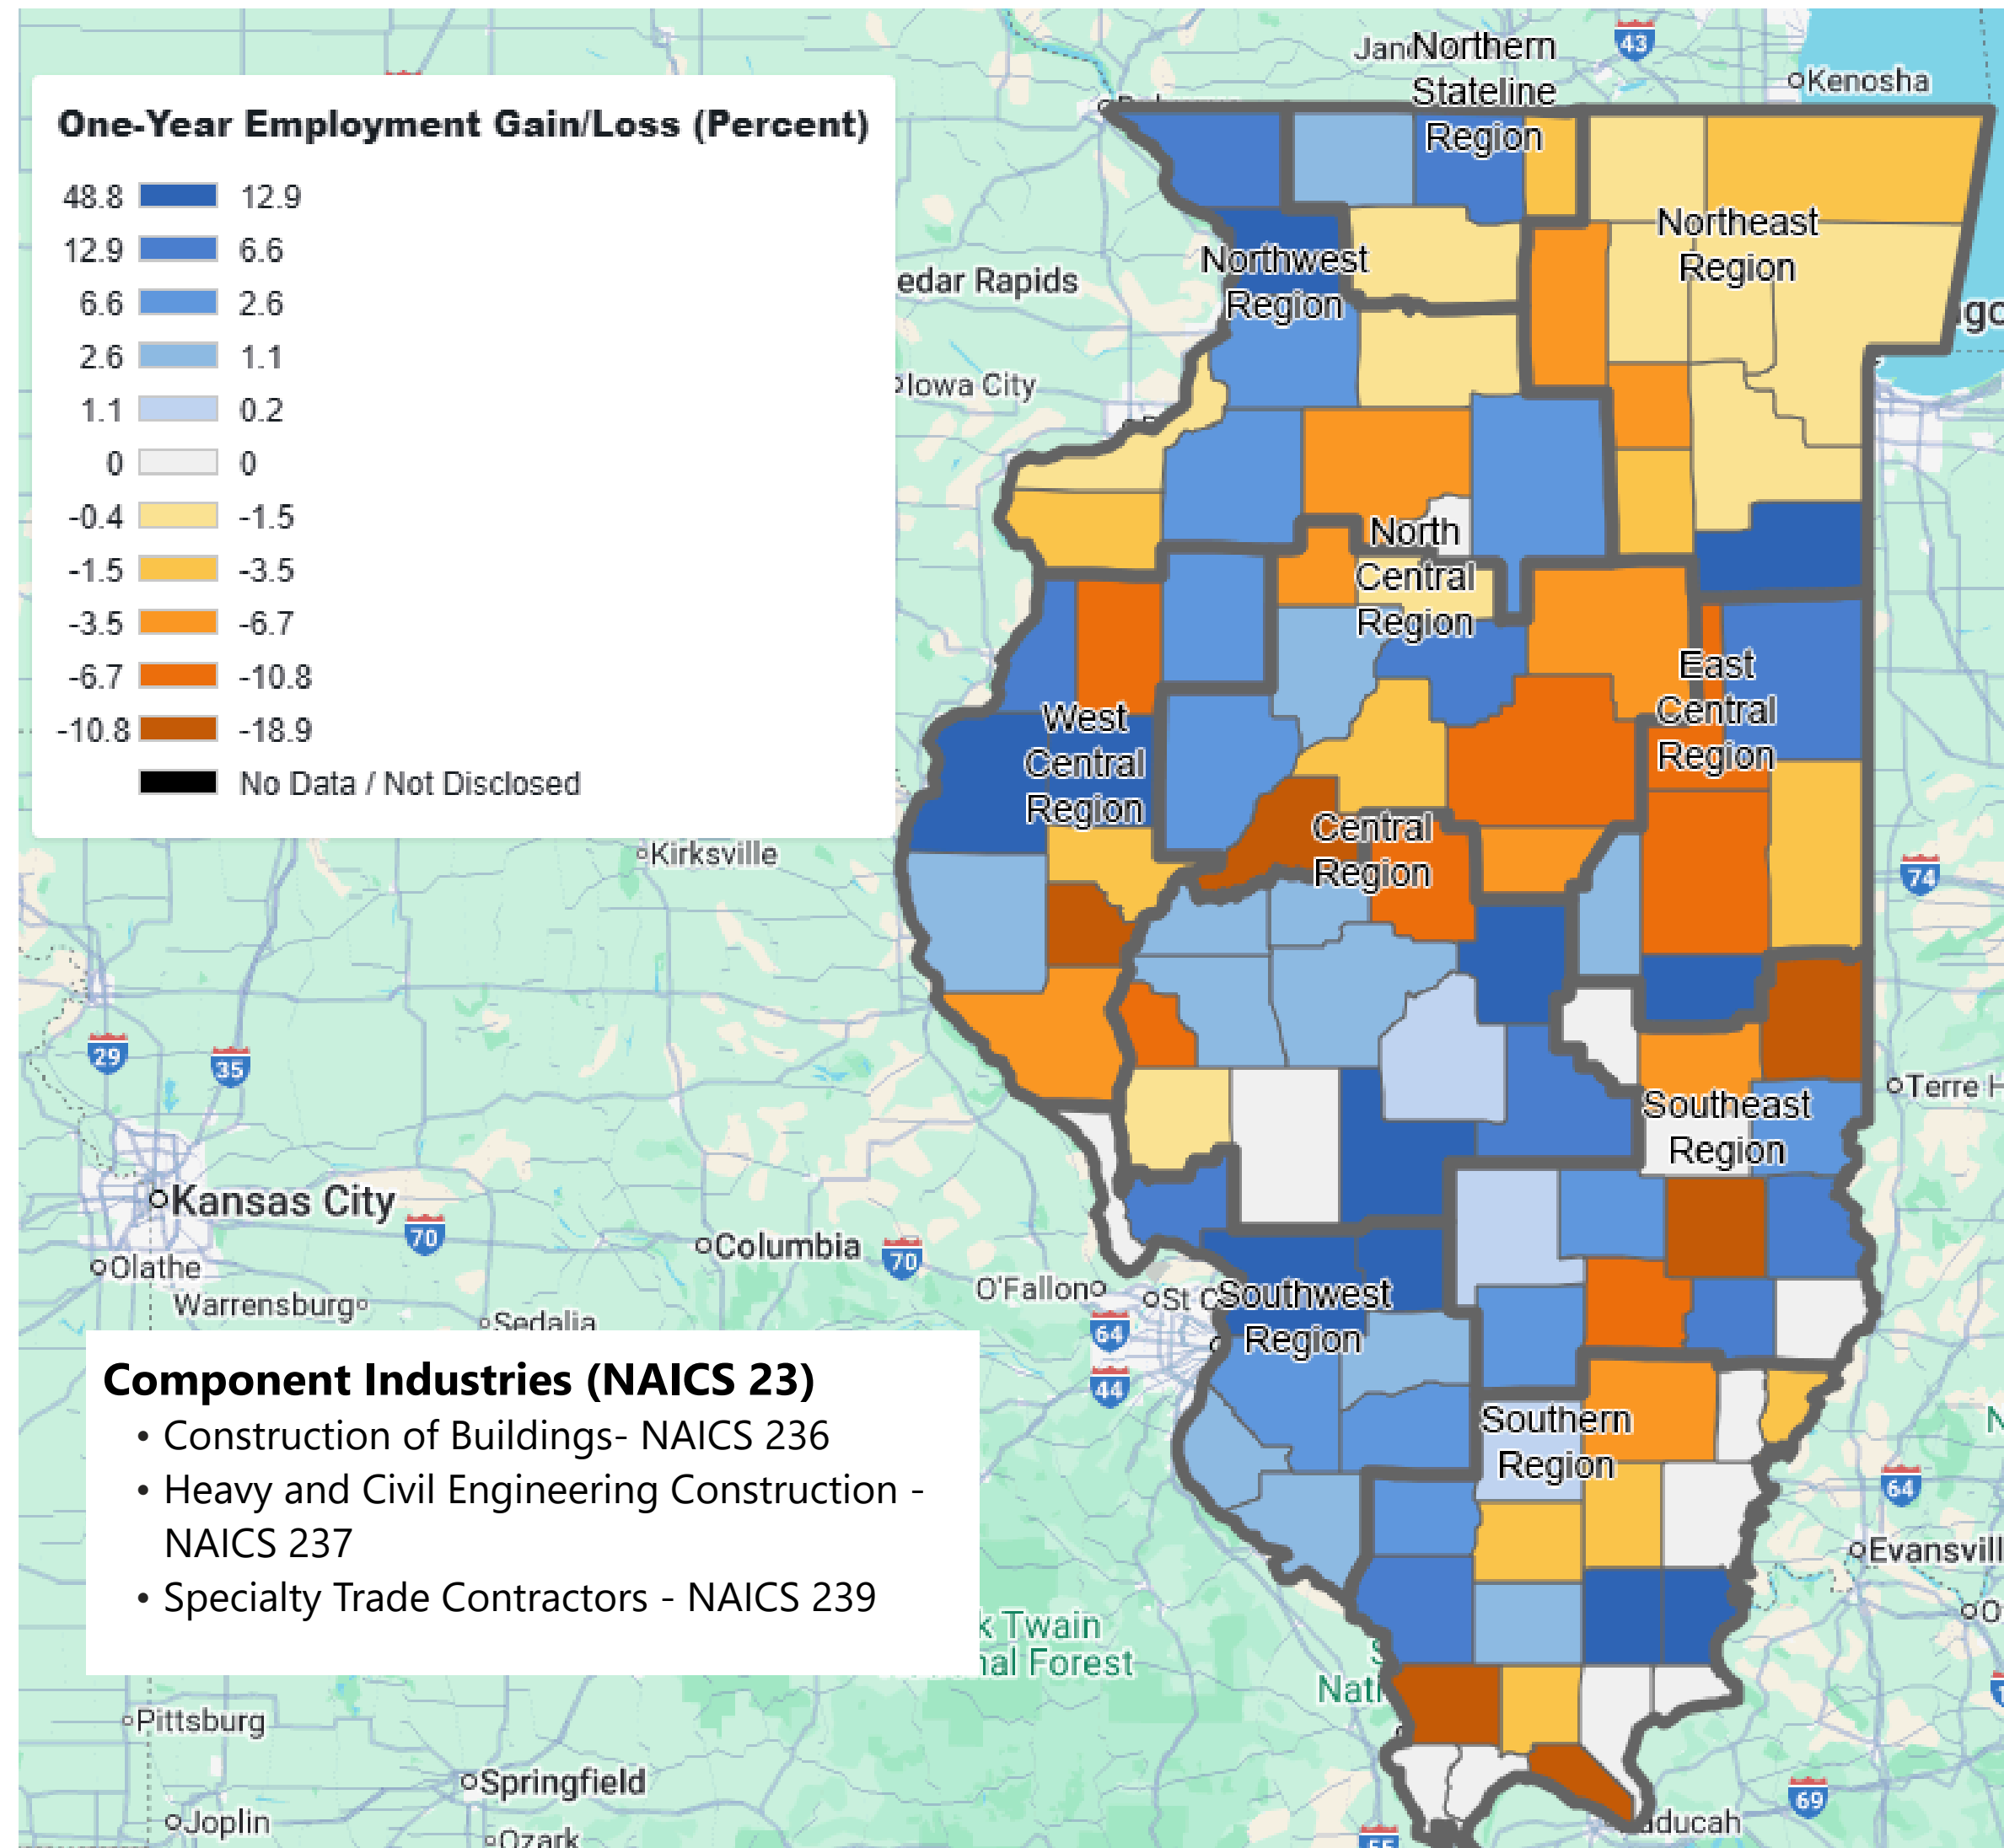 One-Year Employment Gain/Loss (Percent)
48.8 12.9
12.9 6.6
6.6 2.6
2.6 1.1
1.1 0.2
0 0
-0.4 -1.5
-1.5 -3.5
-3.5 -6.7
-6.7 -10.8
-10.8 -18.9
No Data / Not Disclosed
Northern
Stateline
Region
43
Kenosha
Northwest
Region
Northeast
Region
edar Rapids
Iowa City
North
Central
Region
East
Central
Region
West
Central
Region
Central
Region
Kirksville
74
29
35
Terre H
Southeast
Region
Kansas City
70
Columbia
70
Olathe
Warrensburg
Sedalia
O'Fallon
St C
Southwest
Region
64
44
Southern
Region
64
Evansvill
Component Industries (NAICS 23)
• Construction of Buildings- NAICS 236
• Heavy and Civil Engineering Construction -
NAICS 237
• Specialty Trade Contractors - NAICS 239
k Twain
nal Forest
Nati
Pittsburg
Springfield
Joplin
Ozark
69
aducah
55